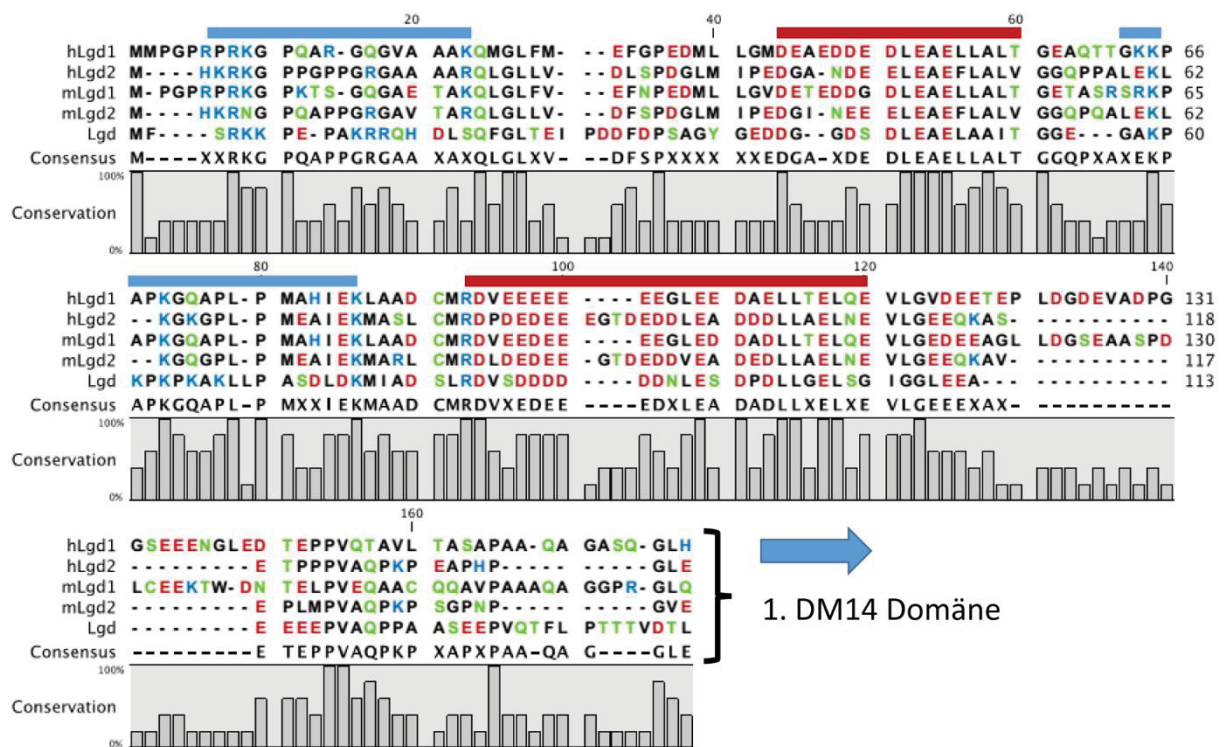 20 40 60
hLgd1 MMPGPRPRKG PQAR-GQGVA AAKQMGLFM- --EFGPEDML LGMDEAEDDE DLEAELLALT GEAQTTGKKP 66
hLgd2 M----HKRKG PPGPPGRGAA AARQLGLLV- --DLSPDGLM IPEDGA-NDE DLEAEFLALV GGQPPALEKL 62
mLgd1 M-PGPRPRKG PKTS-GQGAE TAKQLGLFV- --EFNPEDML LGVDETEDDG DLEAELLALT GETASRSRKP 65
mLgd2 M----HKRNG PQAPPGRGAV TARQLGLLV- --DFSPDGLM IPEDGI-NEE DLEAEFLALV GGQPQALEKL 62
Lgd MF----SRKK PE-PAKRRQH DLSQFGLTEI PDDFDPSAGY GEDDG--GDS DLEAELAAIT GGE---GAKP 60
Consensus M----XXRKG PQAPPGRGAA AXAXQLGLXV- --DFSPXXXX XXEDGA-XDE DLEAELLALT GGQPXAXEKP
100%
Conservation
0%
80 100 120 140
hLgd1 APKGQAPL-P MAHIEKLAAD CMRDVEEEEE ----EEGLEE DAELLTELQE VLGVDEETEP LDGDEVADPG 131
hLgd2 --KGKGPL-P MEAIEKMASL CMRDPDEDEE EGTDEDDLEA DDDLLAELNE VLGEEQKAS- ---------- 118
mLgd1 APKGQAPL-P MAHIEKLAAD CMRDVEEEEE ----EEGLED DADLLTELQE VLGEDEEAGL LDGSEAASPD 130
mLgd2 --KGQGPL-P MEAIEKMARL CMRDLDEDEE -GTDEDDVEA DEDLLAELNE VLGEEQKAV- ---------- 117
Lgd KPKPKAKLLP ASDLDKMIAD SLRDVSDDDD ----DDNLES DPDLLGELSG IGGLEEA--- ---------- 113
Consensus APKGQAPL-P MXXIEKMAAD CMRDVXEDEE ----EDXLEA DADLLXELXE VLGEEEXAX- ----------
100%
Conservation
0%
160
hLgd1 GSEEENGLED TEPPVQTAVL TASAPAA-QA GASQ-GLH
hLgd2 ---------E TPPPVAQPKP EAPHP----- -----GLE
mLgd1 LCEEKTW-DN TELPVEQAAC QQAVPAAAQA GGPR-GLQ
mLgd2 ---------E PLMPVAQPKP SGPNP----- -----GVE
Lgd ---------E EEEPVAQPPA ASEEPVQTFL PTTTVDTL
Consensus ---------E TEPPVAQPKP XAPXPAA-QA G----GLE
100%
Conservation
0%
1. DM14 Domäne